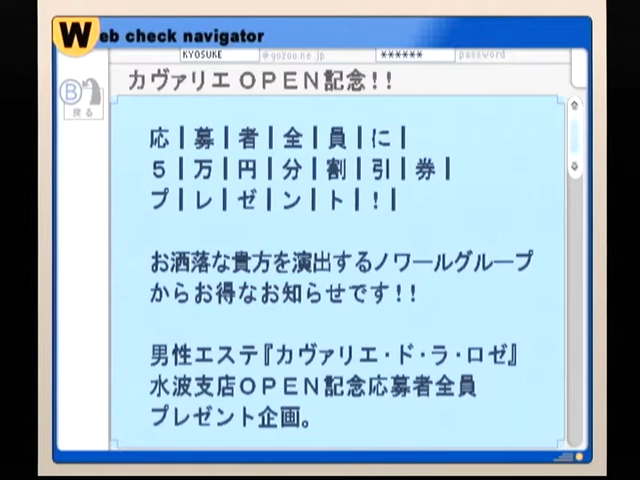 Web check navigator
KYOSUKE @gozoo.ne.jp ****** password
B
戻る
カヴァリエＯＰＥＮ記念！！
応┃募┃者┃全┃員┃に┃
５┃万┃円┃分┃割┃引┃券┃
プ┃レ┃ゼ┃ン┃ト┃！┃
お洒落な貴方を演出するノワールグループ
からお得なお知らせです！！
男性エステ『カヴァリエ・ド・ラ・ロゼ』
水波支店ＯＰＥＮ記念応募者全員
プレゼント企画。